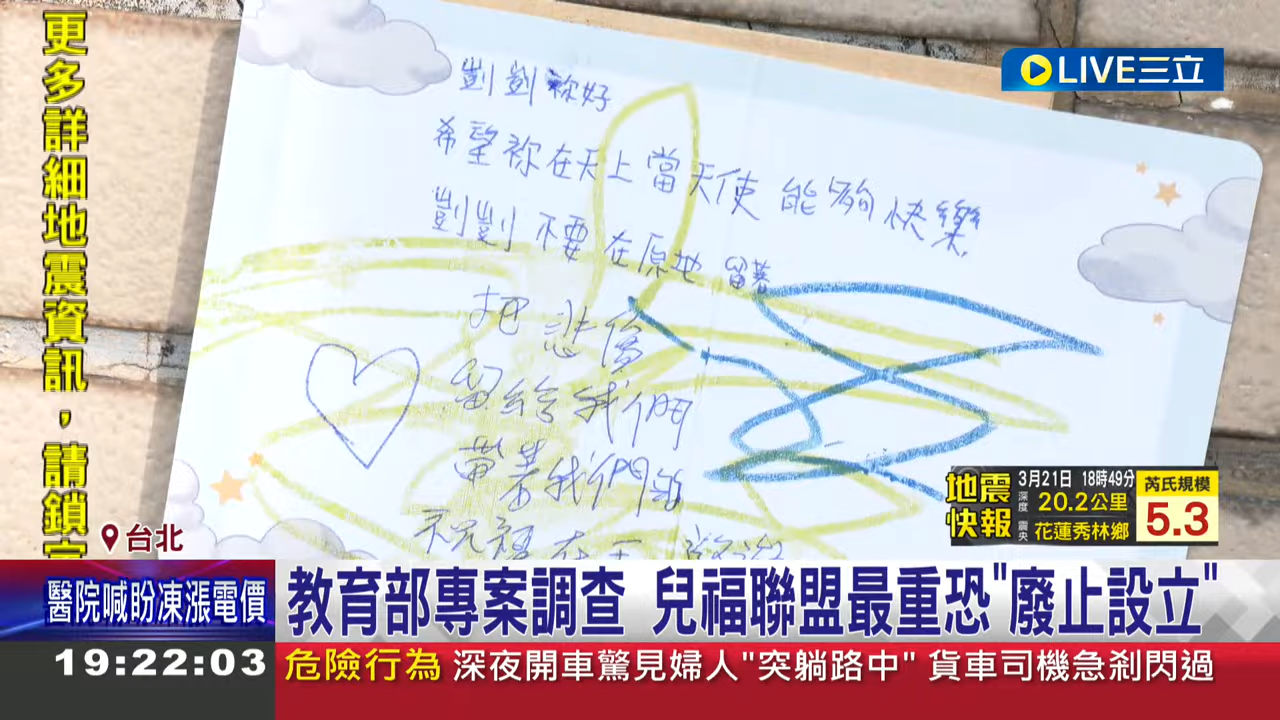 更多詳細地震資訊，請鎖定
LIVE三立
剴剴祢好
希望祢在天上當天使 能夠快樂
剴剴 不要 在原地 留著
把 悲傷
留給我們
帶著我們的
祝福在天
地震快報
3月21日 18時49分
深度 20.2公里
震央 花蓮秀林鄉
芮氏規模
5.3
台北
醫院喊盼凍漲電價
教育部專案調查 兒福聯盟最重恐"廢止設立"
19:22:03
危險行為 深夜開車驚見婦人"突躺路中" 貨車司機急剎閃過